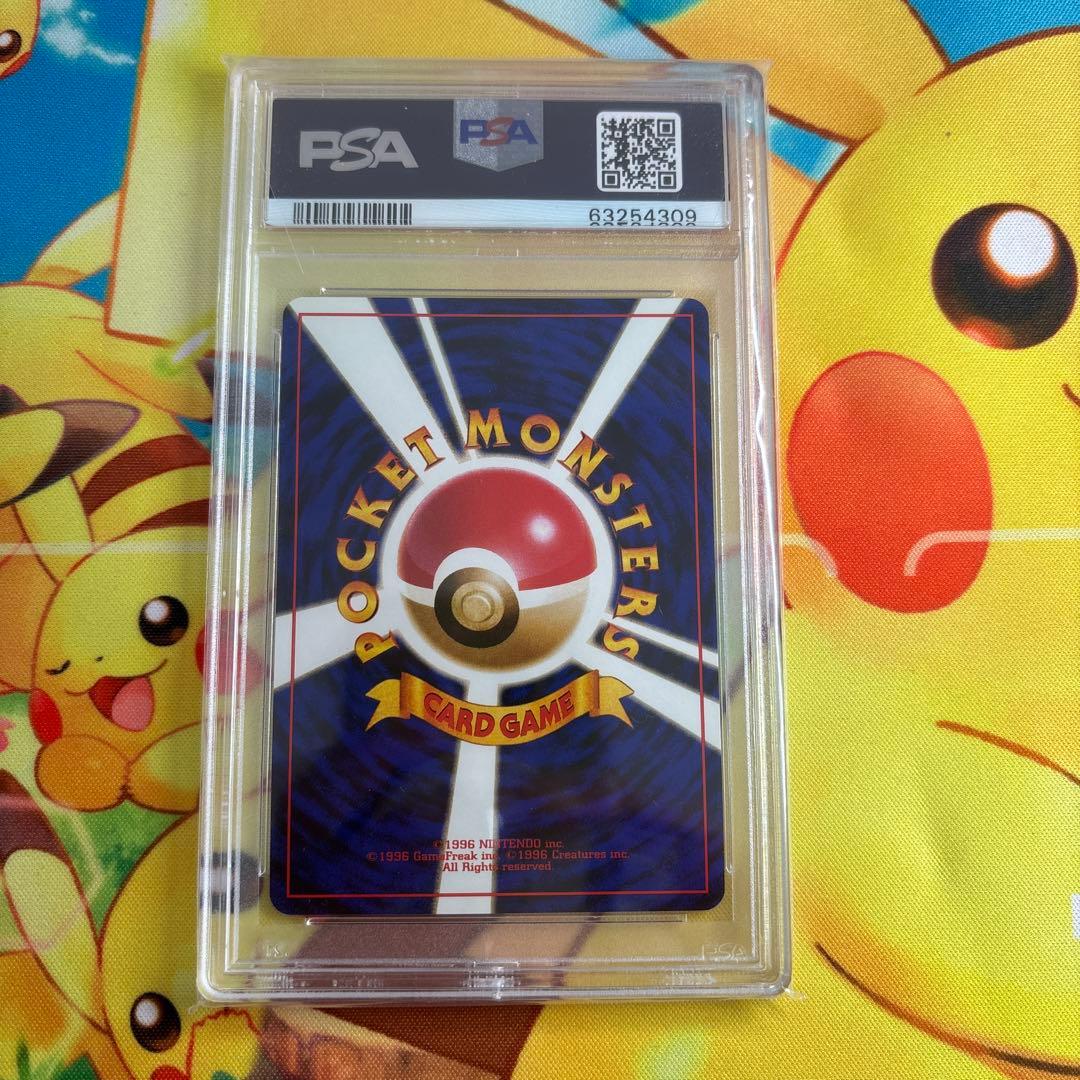 PSA PSA
63254309
POCKET MONSTERS
CARD GAME
©1996 NINTENDO inc.
©1996 GameFreak inc. ©1996 Creatures inc.
All Rights reserved.
PSA